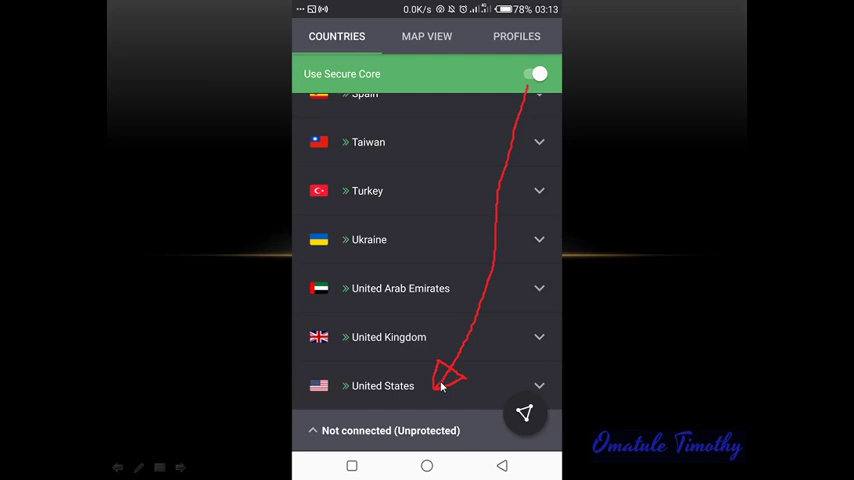 0.0K/s 78% 03:13
COUNTRIES MAP VIEW PROFILES
Use Secure Core
Spain
Taiwan
Turkey
Ukraine
United Arab Emirates
United Kingdom
United States
Not connected (Unprotected)
Omatule Timothy